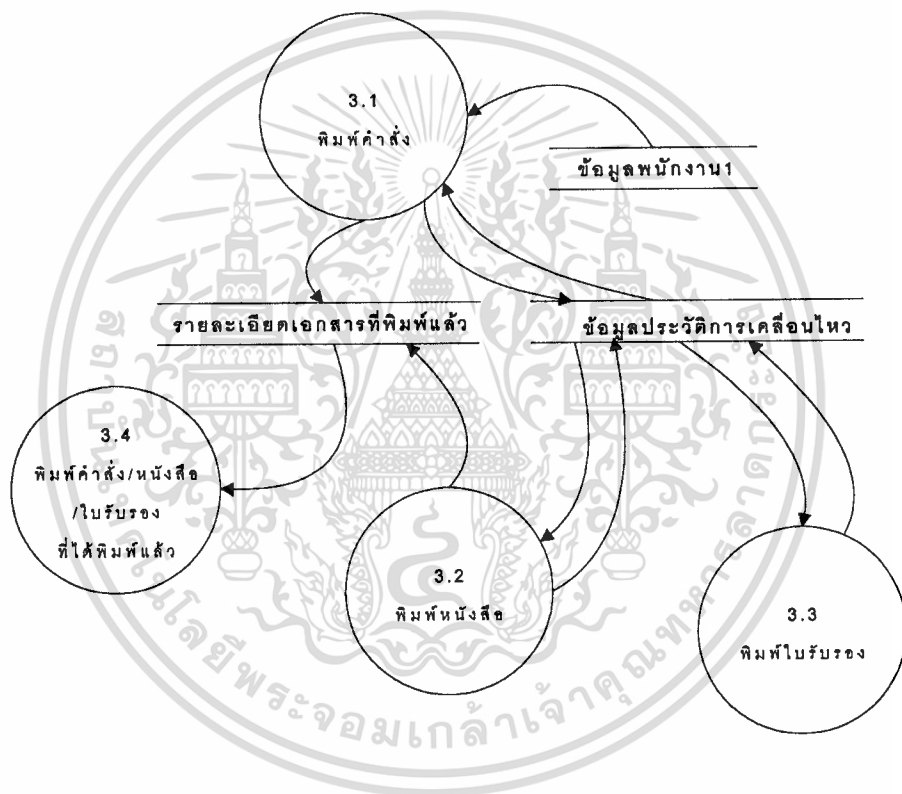 3.1
พิมพ์คำสั่ง
ข้อมูลพนักงาน1
รายละเอียดเอกสารที่พิมพ์แล้ว
ข้อมูลประวัติการเคลื่อนไหว
3.4
พิมพ์คำสั่ง/หนังสือ
/ใบรับรอง
ที่ได้พิมพ์แล้ว
3.2
พิมพ์หนังสือ
3.3
พิมพ์ใบรับรอง